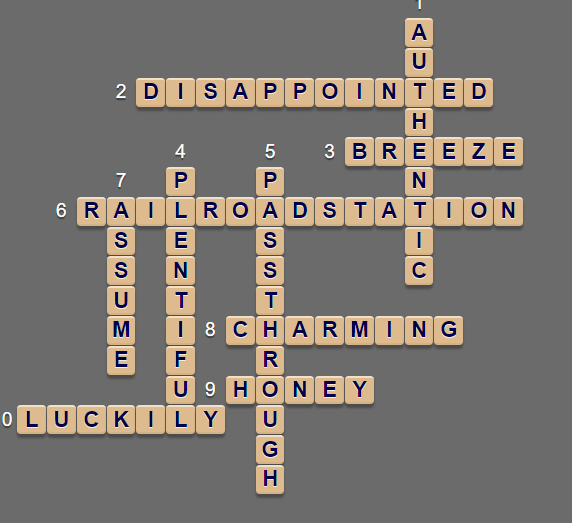 1 AUTHENTIC
2 DISAPPOINTED
3 BREEZE
4 PLENTIFUL
5 PASSTHROUGH
6 RAILROADSTATION
7 ASSUME
8 CHARMING
9 HONEY
0 LUCKILY